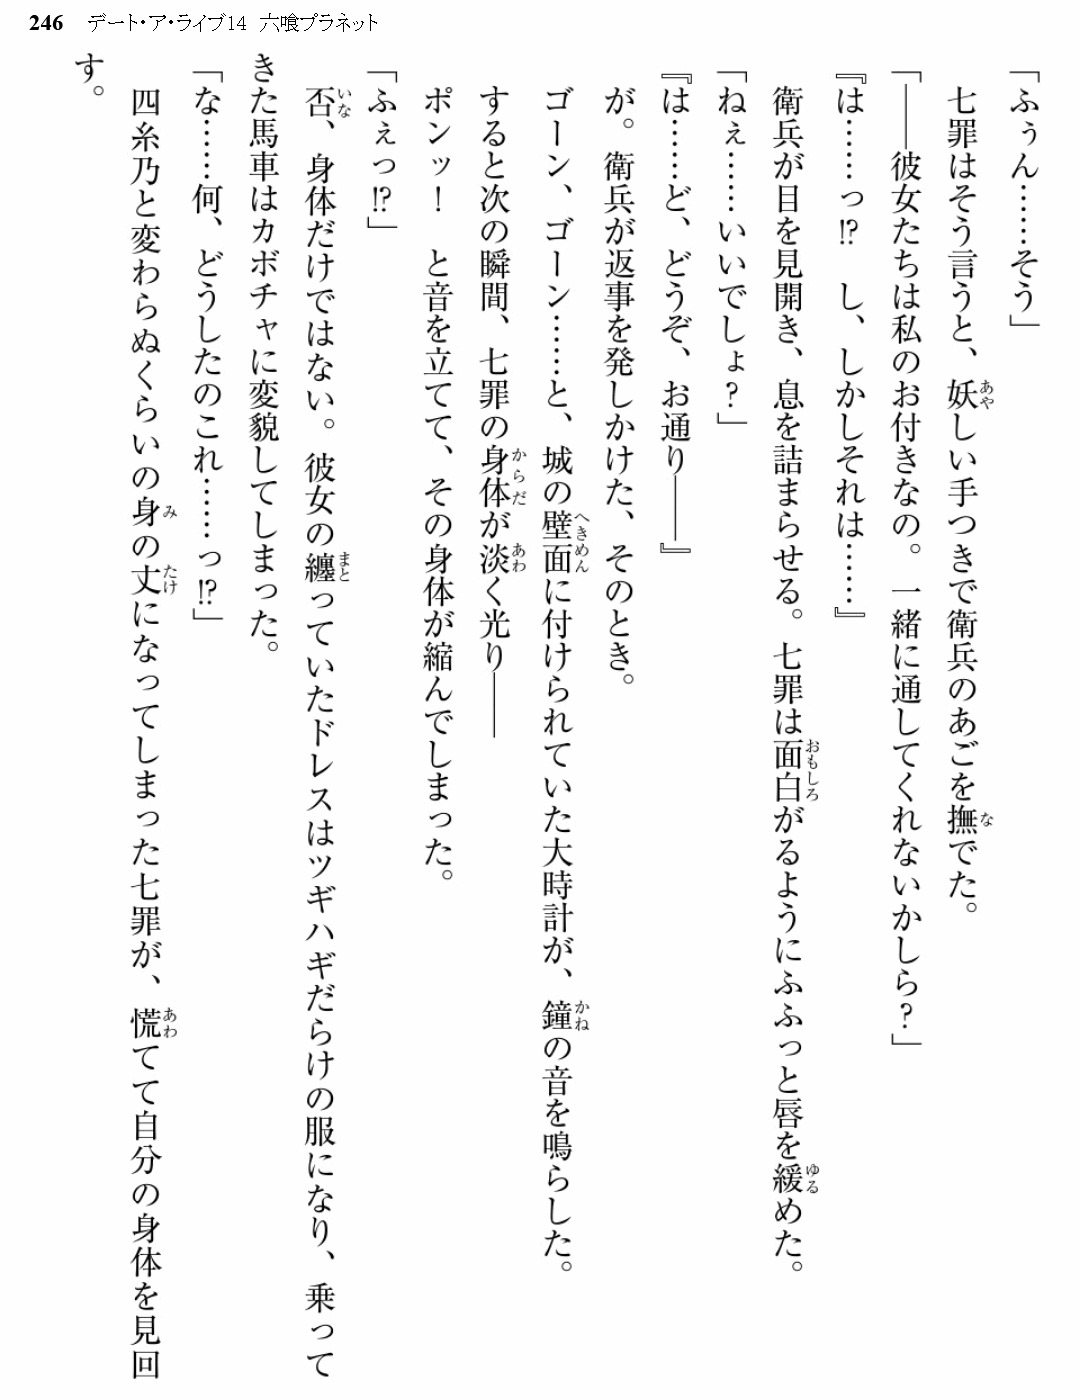 246 デート・ア・ライブ14 六喰プラネット
「ふぅん……そう」
七罪はそう言うと、妖しい手つきで衛兵のあごを撫でた。
「――彼女たちは私のお付きなの。一緒に通してくれないかしら？」
『は……っ!? し、しかしそれは……』
衛兵が目を見開き、息を詰まらせる。七罪は面白がるようにふふっと唇を緩めた。
「ねぇ……いいでしょ？」
『は……ど、どうぞ、お通り――』
が。衛兵が返事を発しかけた、そのとき。
ゴーン、ゴーン……と、城の壁面に付けられていた大時計が、鐘の音を鳴らした。
すると次の瞬間、七罪の身体が淡く光り――
ポンッ！ と音を立てて、その身体が縮んでしまった。
「ふぇっ!?」
否、身体だけではない。彼女の纏っていたドレスはツギハギだらけの服になり、乗って
きた馬車はカボチャに変貌してしまった。
「な……何、どうしたのこれ……っ!?」
四糸乃と変わらぬくらいの身の丈になってしまった七罪が、慌てて自分の身体を見回
す。